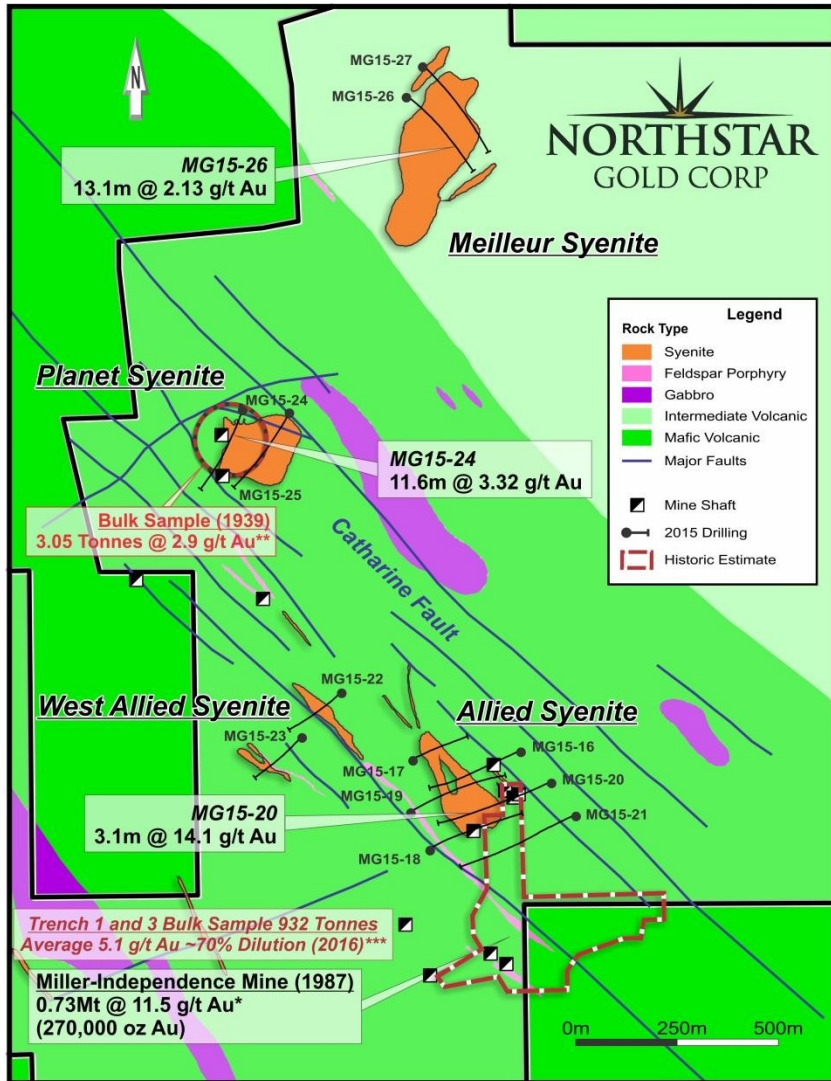 N
MG15-27
MG15-26
NORTHSTAR
GOLD CORP
MG15-26
13.1m @ 2.13 g/t Au
Meilleur Syenite
Legend
Rock Type
Syenite
Feldspar Porphyry
Gabbro
Intermediate Volcanic
Mafic Volcanic
Major Faults
Mine Shaft
2015 Drilling
Historic Estimate
Planet Syenite
MG15-24
MG15-25
MG15-24
11.6m @ 3.32 g/t Au
Bulk Sample (1939)
3.05 Tonnes @ 2.9 g/t Au**
Catharine Fault
West Allied Syenite
MG15-22
MG15-23
Allied Syenite
MG15-16
MG15-17
MG15-20
MG15-19
MG15-21
MG15-20
3.1m @ 14.1 g/t Au
MG15-18
Trench 1 and 3 Bulk Sample 932 Tonnes
Average 5.1 g/t Au ~70% Dilution (2016)***
Miller-Independence Mine (1987)
0.73Mt @ 11.5 g/t Au*
(270,000 oz Au)
0m 250m 500m